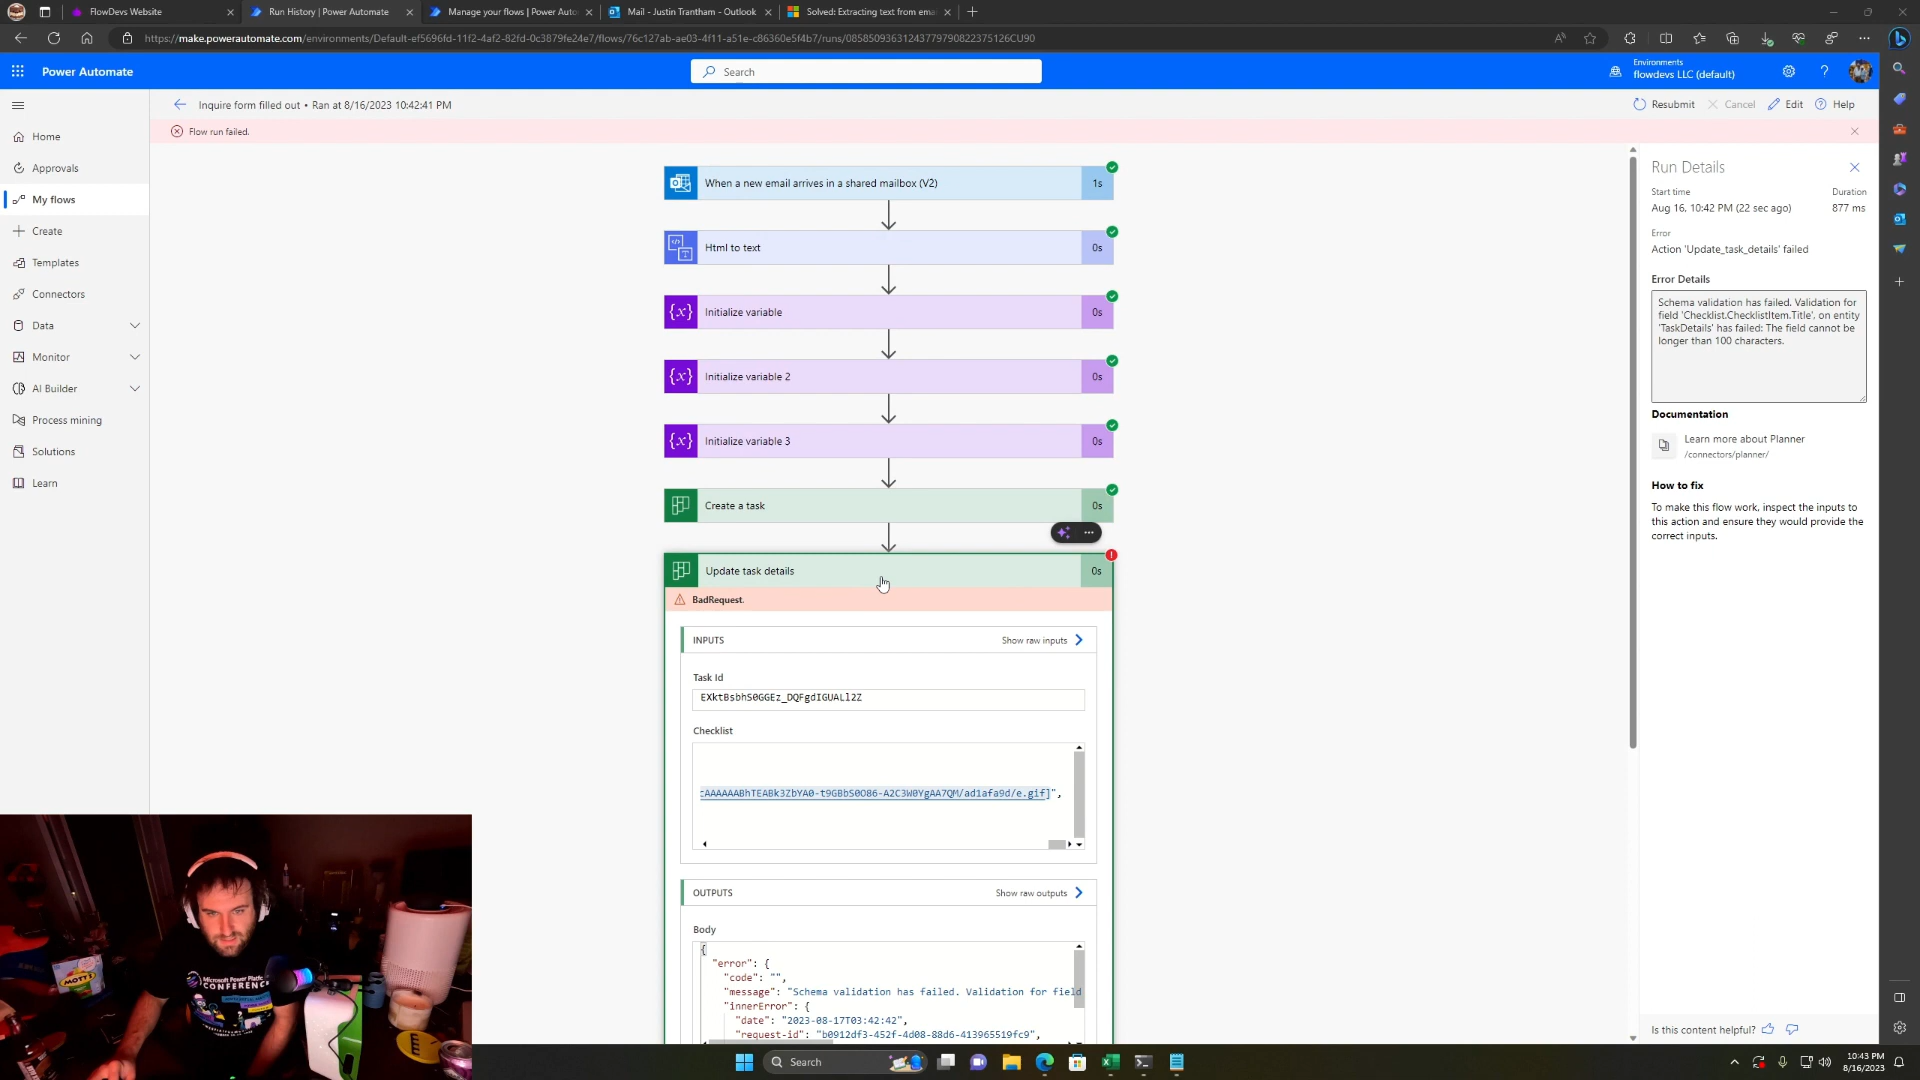 FlowDevs Website
Run History | Power Automate
Manage your flows | Power Auto
Mail - Justin Trantham - Outlook
Solved: Extracting text from emai
https://make.powerautomate.com/environments/Default-ef5696fd-11f2-4af2-82fd-0c3879fe24e7/flows/76c127ab-ae03-4f11-a51e-c86360e5f4b7/runs/08585093631243779790822375126CU90
Power Automate
Search
Environments
flowdevs LLC (default)
Inquire form filled out • Ran at 8/16/2023 10:42:41 PM
Resubmit
Cancel
Edit
Help
Flow run failed.
Home
Approvals
My flows
Create
Templates
Connectors
Data
Monitor
AI Builder
Process mining
Solutions
Learn
When a new email arrives in a shared mailbox (V2)
1s
Html to text
0s
Initialize variable
0s
Initialize variable 2
0s
Initialize variable 3
0s
Create a task
0s
Update task details
0s
BadRequest.
INPUTS
Show raw inputs
Task Id
EXktBsbhS0GGEz_DQFgdIGUALl2Z
Checklist
cAAAAAABhTEABk3ZbYA0-t9GBbS0O86-A2C3W0YgAA7QM/ad1afa9d/e.gif]",
OUTPUTS
Show raw outputs
Body
{
"error": {
"code": "",
"message": "Schema validation has failed. Validation for field
"innerError": {
"date": "2023-08-17T03:42:42",
"request-id": "b0912df3-452f-4d08-88d6-413965519fc9",
Run Details
Start time
Duration
Aug 16, 10:42 PM (22 sec ago)
877 ms
Error
Action 'Update_task_details' failed
Error Details
Schema validation has failed. Validation for
field 'Checklist.ChecklistItem.Title', on entity
'TaskDetails' has failed: The field cannot be
longer than 100 characters.
Documentation
Learn more about Planner
/connectors/planner/
How to fix
To make this flow work, inspect the inputs to
this action and ensure they would provide the
correct inputs.
Is this content helpful?
MOTT'S
Microsoft Power Platform
CONFERENCE
Search
10:43 PM
8/16/2023